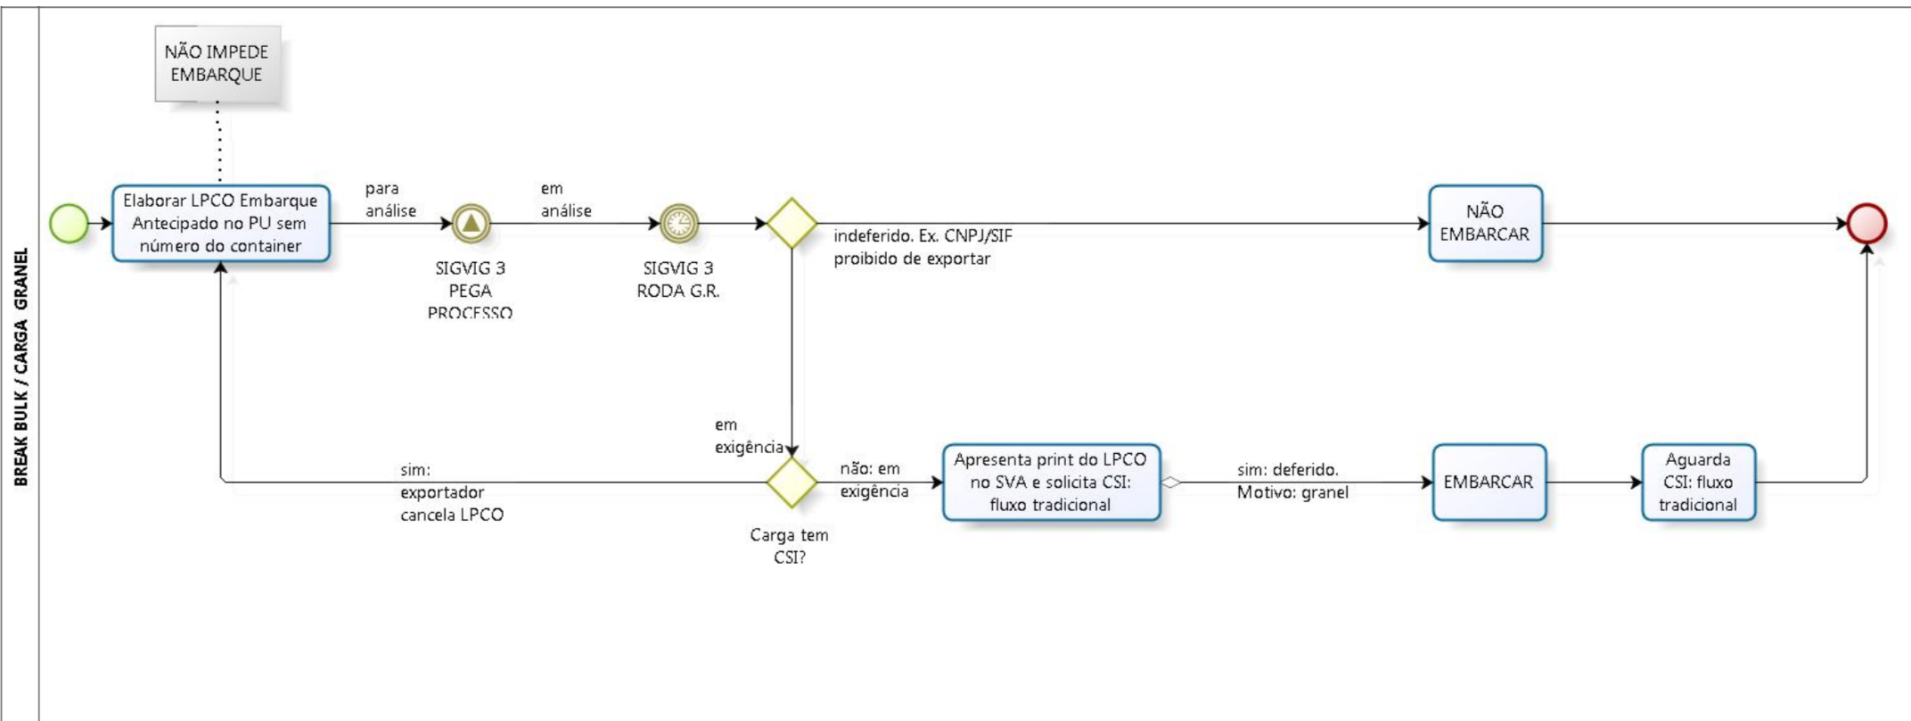 BREAK BULK / CARGA  GRANEL
NÃO IMPEDE
EMBARQUE
Elaborar LPCO Embarque
Antecipado no PU sem
número do container
para
análise
SIGVIG 3
PEGA
PROCESSO
em
análise
SIGVIG 3
RODA G.R.
indeferido. Ex. CNPJ/SIF
proibido de exportar
NÃO
EMBARCAR
em
exigência
sim:
exportador
cancela LPCO
Carga tem
CSI?
não: em
exigência
Apresenta print do LPCO
no SVA e solicita CSI:
fluxo tradicional
sim: deferido.
Motivo: granel
EMBARCAR
Aguarda
CSI: fluxo
tradicional